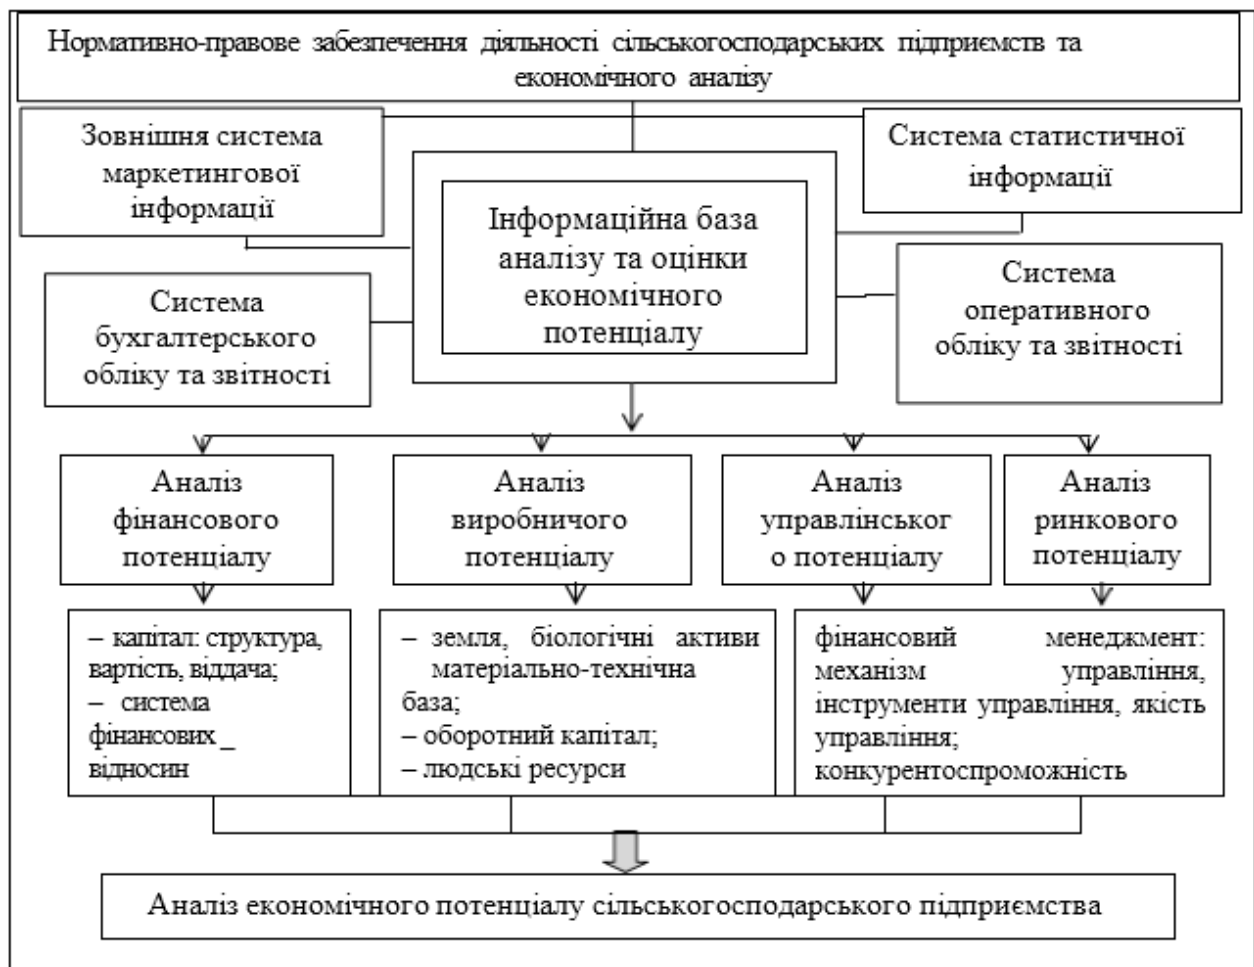 Нормативно-правове забезпечення діяльності сільськогосподарських підприємств та
економічного аналізу
Зовнішня система
маркетингової
інформації
Система статистичної
інформації
Інформаційна база
аналізу та оцінки
економічного
потенціалу
Система
бухгалтерського
обліку та звітності
Система
оперативного
обліку та звітності
Аналіз
фінансового
потенціалу
Аналіз
виробничого
потенціалу
Аналіз
управлінськог
о потенціалу
Аналіз
ринкового
потенціалу
– капітал: структура,
вартість, віддача;
– система
фінансових _
відносин
– земля, біологічні активи
матеріально-технічна
база;
– оборотний капітал;
– людські ресурси
фінансовий менеджмент:
механізм управління,
інструменти управління, якість
управління;
конкурентоспроможність
Аналіз економічного потенціалу сільськогосподарського підприємства